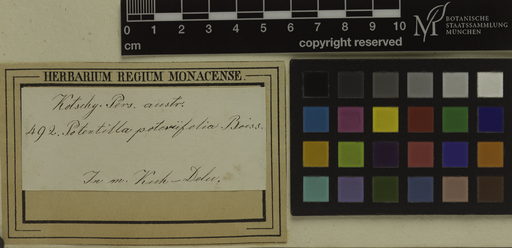 0 1 2 3 4 5 6 7 8 9 10
cm
copyright reserved
BOTANISCHE
STAATSSAMMLUNG
MÜNCHEN
HERBARIUM REGIUM MONACENSE.
Kotschy. Pers. austr.
492. Potentilla poteriifolia Boiss.
In m. Kuh-Delu.